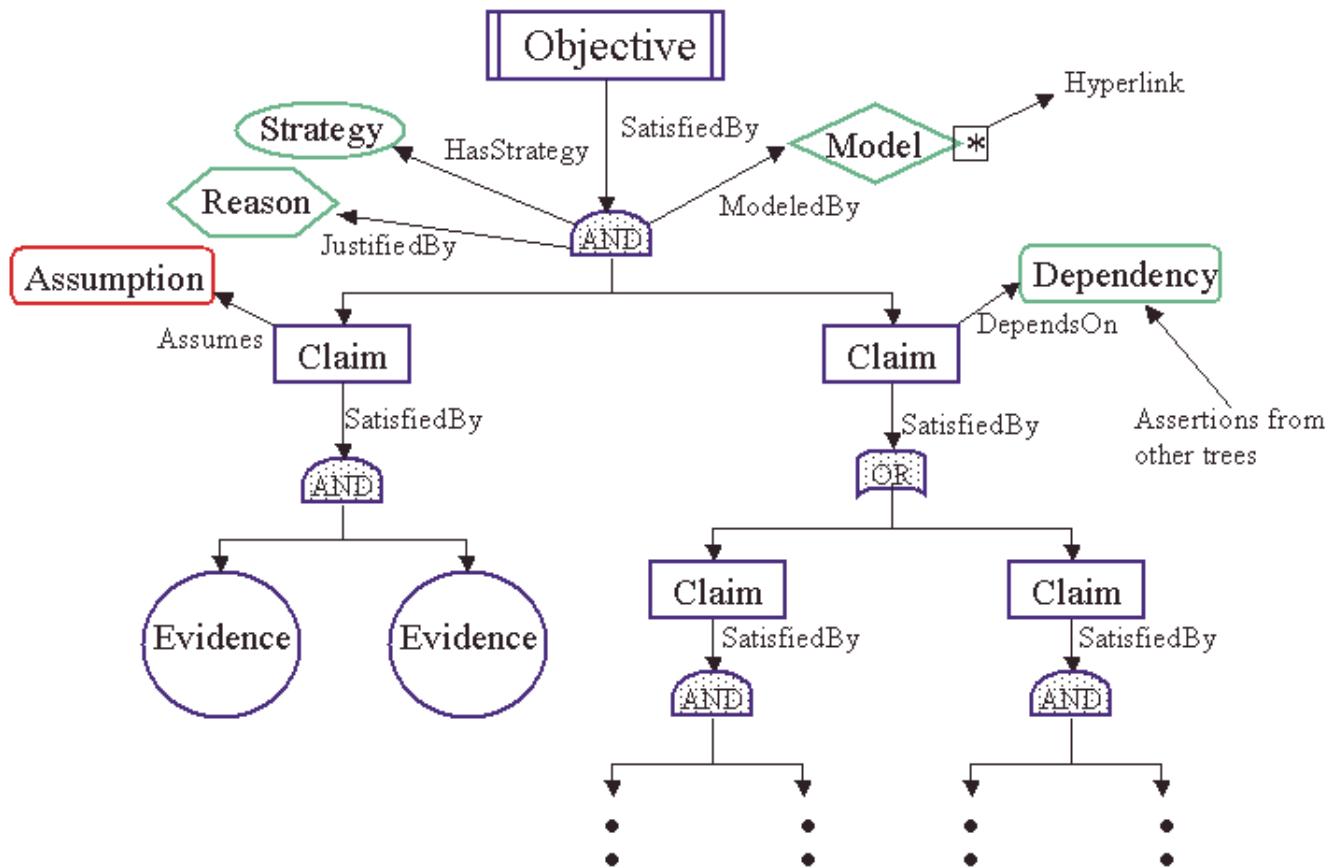 Objective
Hyperlink
Strategy
SatisfiedBy
HasStrategy
Model
*
Reason
ModeledBy
AND
JustifiedBy
Assumption
Dependency
Assumes
DependsOn
Claim
Claim
SatisfiedBy
SatisfiedBy
Assertions from
other trees
AND
OR
Claim
Claim
Evidence
Evidence
SatisfiedBy
SatisfiedBy
AND
AND